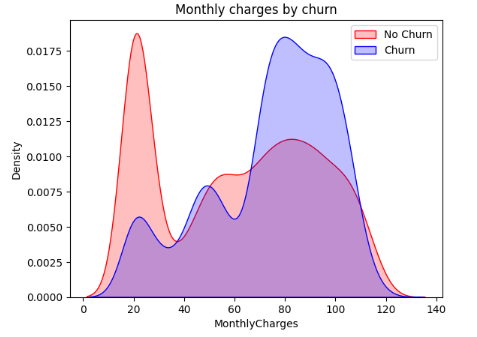 Monthly charges by churn
No Churn
Churn
0.0175
0.0150
0.0125
0.0100
0.0075
0.0050
0.0025
0.0000
Density
0 20 40 60 80 100 120 140
MonthlyCharges